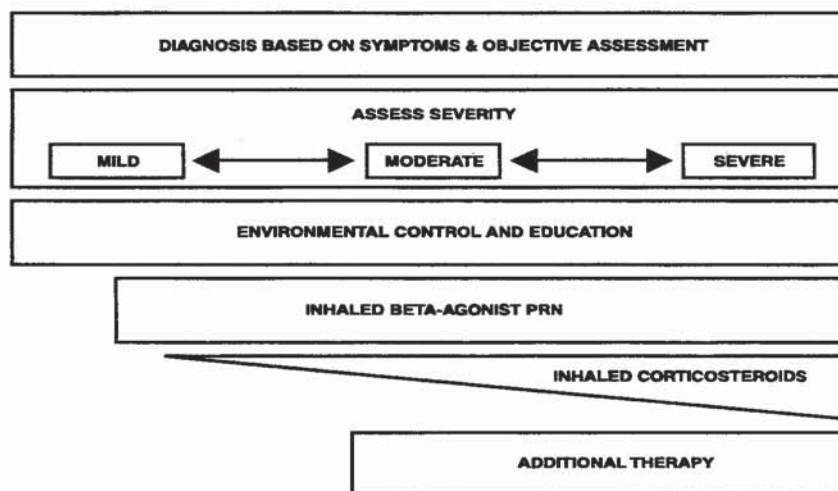 DIAGNOSIS BASED ON SYMPTOMS & OBJECTIVE ASSESSMENT
ASSESS SEVERITY
MILD
MODERATE
SEVERE
ENVIRONMENTAL CONTROL AND EDUCATION
INHALED BETA-AGONIST PRN
INHALED CORTICOSTEROIDS
ADDITIONAL THERAPY